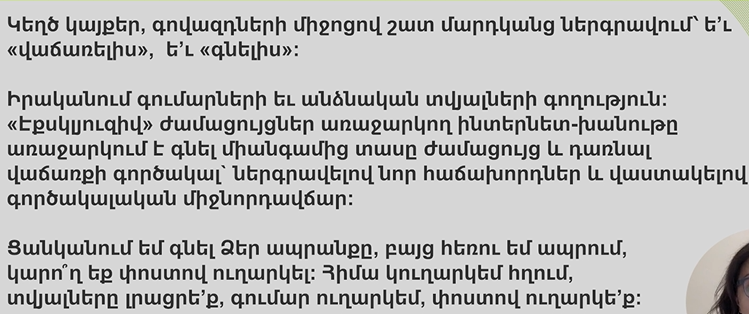 Կեղծ կայքեր, գովազդների միջոցով շատ մարդկանց ներգրավում՝ ե՛ւ
«վաճառելիս», ե՛ւ «գնելիս»:
Իրականում գումարների եւ անձնական տվյալների գողություն:
«Էքսկլյուզիվ» ժամացույցներ առաջարկող ինտերնետ-խանութը
առաջարկում է գնել միանգամից տասը ժամացույց և դառնալ
վաճառքի գործակալ՝ ներգրավելով նոր հաճախորդներ և վաստակելով
գործակալական միջնորդավճար:
Ցանկանում եմ գնել Ձեր ապրանքը, բայց հեռու եմ ապրում,
կարո՞ղ եք փոստով ուղարկել: Հիմա կուղարկեմ հղում,
տվյալները լրացրե՛ք, գումար ուղարկեմ, փոստով ուղարկե՛ք: